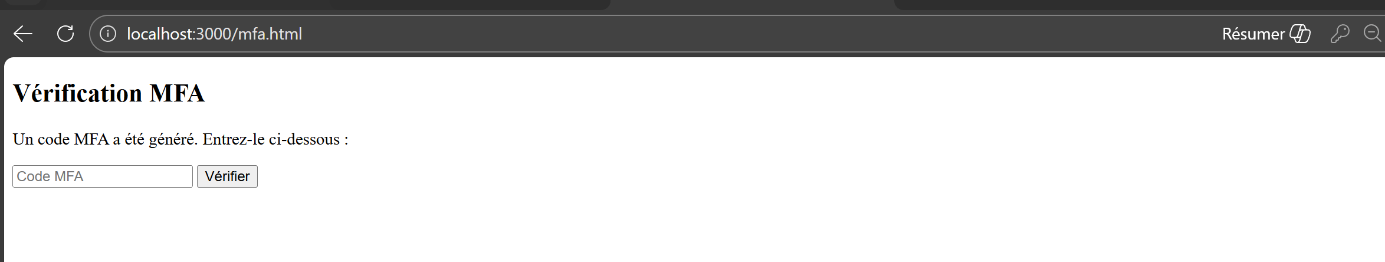 localhost:3000/mfa.html
Résumer
Vérification MFA
Un code MFA a été généré. Entrez-le ci-dessous :
Code MFA
Vérifier